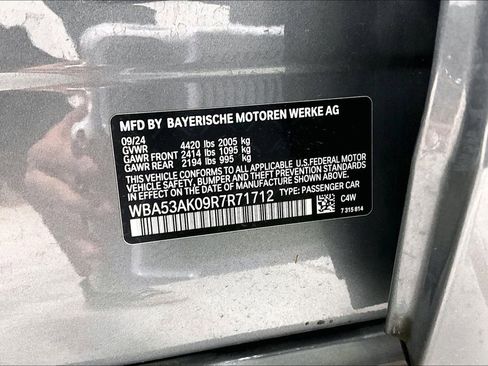 MFD BY BAYERISCHE MOTOREN WERKE AG
09/24
GVWR 4420 lbs 2005 kg
GAWR FRONT 2414 lbs 1095 kg
GAWR REAR 2194 lbs 995 kg
THIS VEHICLE CONFORMS TO ALL APPLICABLE U.S.FEDERAL MOTOR
VEHICLE SAFETY, BUMPER AND THEFT PREVENTION STANDARDS
IN EFFECT ON THE DATE OF MANUFACTURE SHOWN ABOVE.
WBA53AK09R7R71712 TYPE: PASSENGER CAR
C4W
7 315 614